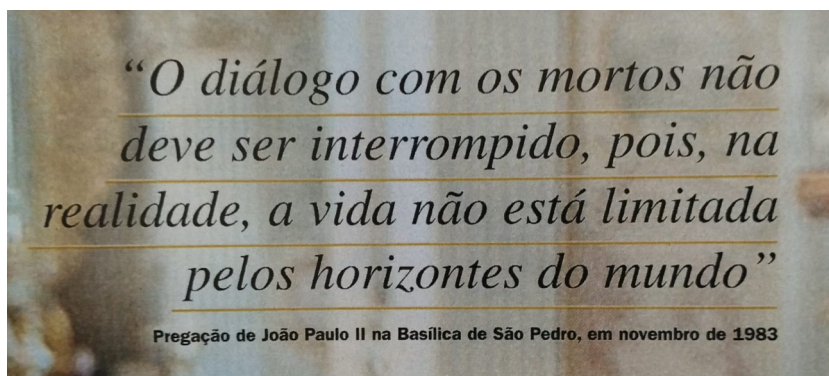 “O diálogo com os mortos não
deve ser interrompido, pois, na
realidade, a vida não está limitada
pelos horizontes do mundo”
Pregação de João Paulo II na Basílica de São Pedro, em novembro de 1983